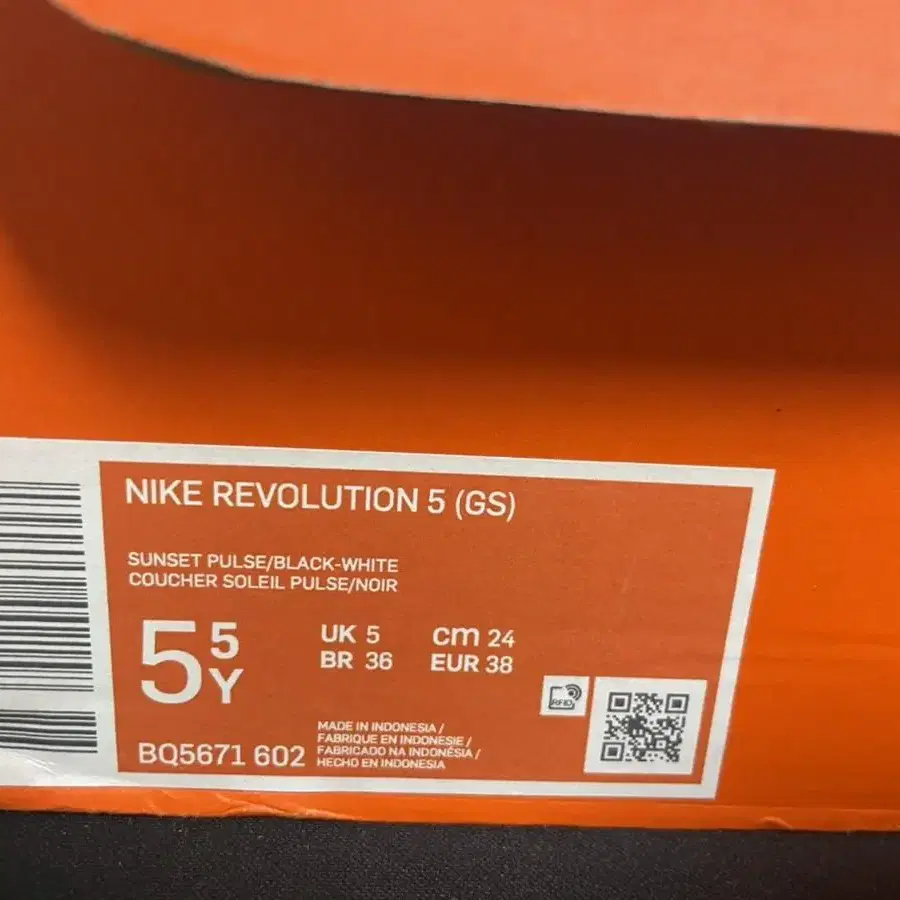 NIKE REVOLUTION 5 (GS)
SUNSET PULSE/BLACK-WHITE
COUCHER SOLEIL PULSE/NOIR
5 5 Y
UK 5 cm 24
BR 36 EUR 38
RFID
BQ5671 602
MADE IN INDONESIA /
FABRIQUE EN INDONESIE /
FABRICADO NA INDONÉSIA /
HECHO EN INDONESIA